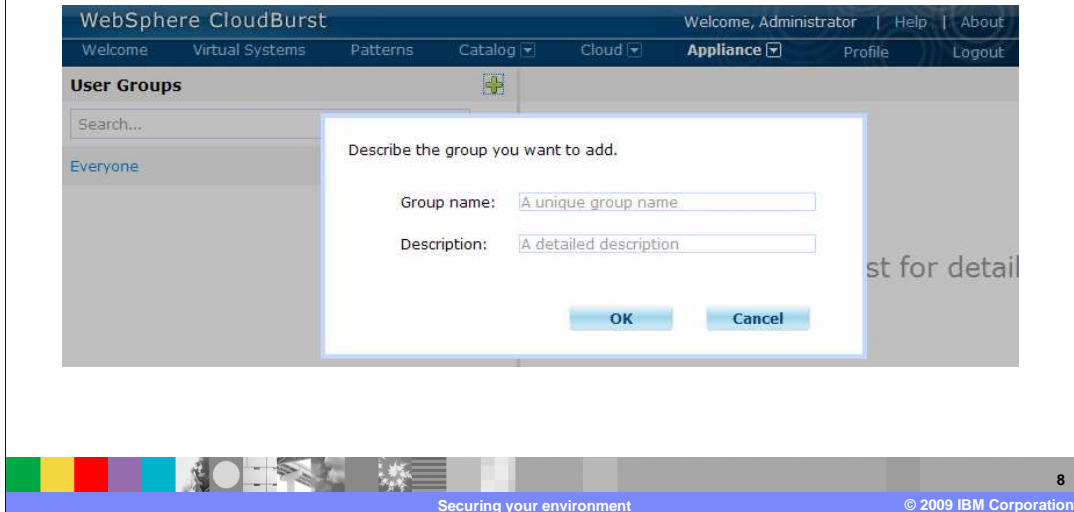 WebSphere CloudBurst
Welcome, Administrator | Help | About
Welcome Virtual Systems Patterns Catalog Cloud Appliance Profile Logout
User Groups
Search...
Everyone
Describe the group you want to add.
Group name: A unique group name
Description: A detailed description
st for detail
OK Cancel
8
Securing your environment © 2009 IBM Corporation